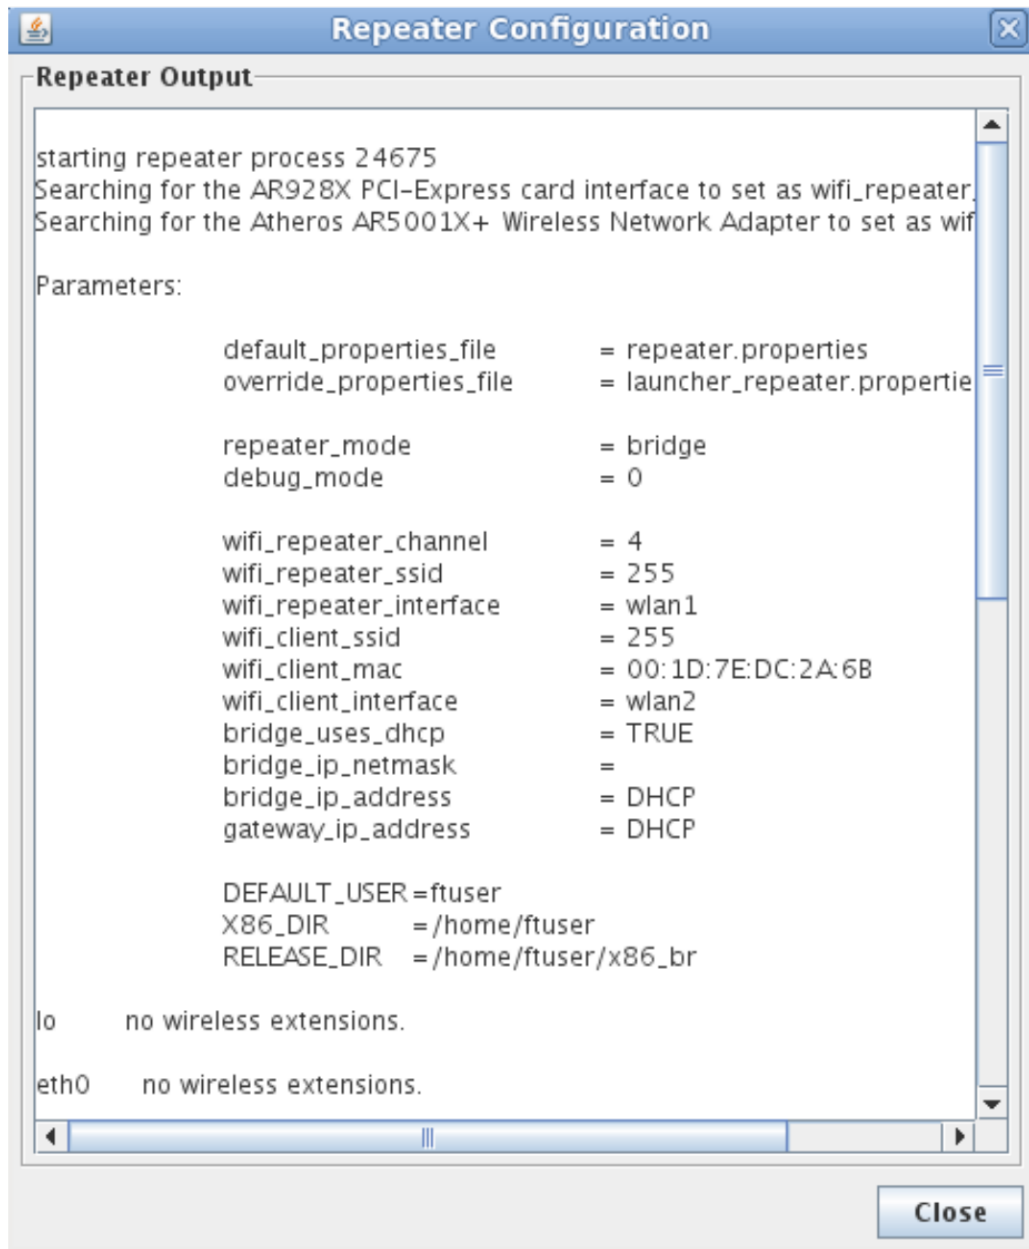 Repeater Configuration
Repeater Output
starting repeater process 24675
Searching for the AR928X PCI-Express card interface to set as wifi_repeater_
Searching for the Atheros AR5001X+ Wireless Network Adapter to set as wif
Parameters:
default_properties_file = repeater.properties
override_properties_file = launcher_repeater.propertie
repeater_mode = bridge
debug_mode = 0
wifi_repeater_channel = 4
wifi_repeater_ssid = 255
wifi_repeater_interface = wlan1
wifi_client_ssid = 255
wifi_client_mac = 00:1D:7E:DC:2A:6B
wifi_client_interface = wlan2
bridge_uses_dhcp = TRUE
bridge_ip_netmask =
bridge_ip_address = DHCP
gateway_ip_address = DHCP
DEFAULT_USER =ftuser
X86_DIR =/home/ftuser
RELEASE_DIR =/home/ftuser/x86_br
lo no wireless extensions.
eth0 no wireless extensions.
Close